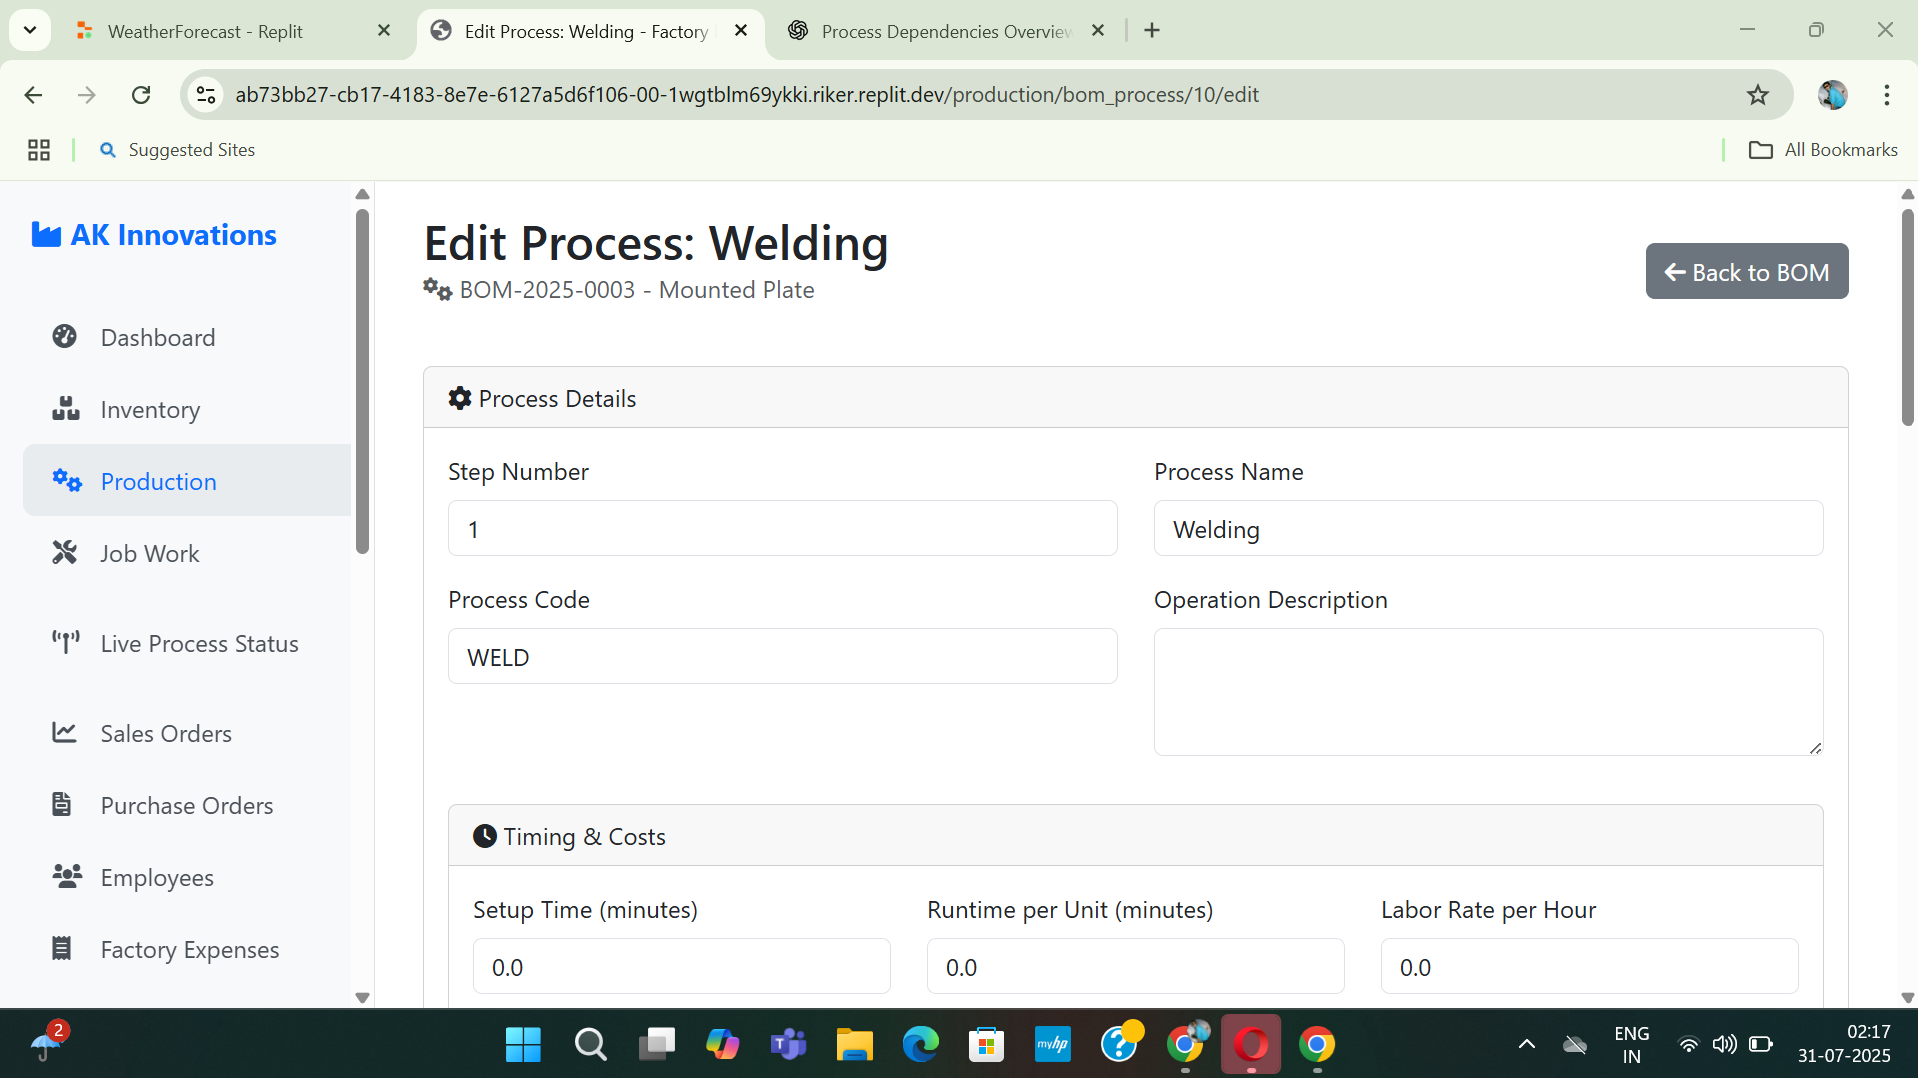 WeatherForecast - Replit
Edit Process: Welding - Factory
Process Dependencies Overview
ab73bb27-cb17-4183-8e7e-6127a5d6f106-00-1wgtblm69ykki.riker.replit.dev/production/bom_process/10/edit
Suggested Sites
All Bookmarks
AK Innovations
Dashboard
Inventory
Production
Job Work
Live Process Status
Sales Orders
Purchase Orders
Employees
Factory Expenses
Edit Process: Welding
BOM-2025-0003 - Mounted Plate
Back to BOM
Process Details
Step Number
1
Process Name
Welding
Process Code
WELD
Operation Description
Timing & Costs
Setup Time (minutes)
0.0
Runtime per Unit (minutes)
0.0
Labor Rate per Hour
0.0
2
myhp
ENG
IN
02:17
31-07-2025